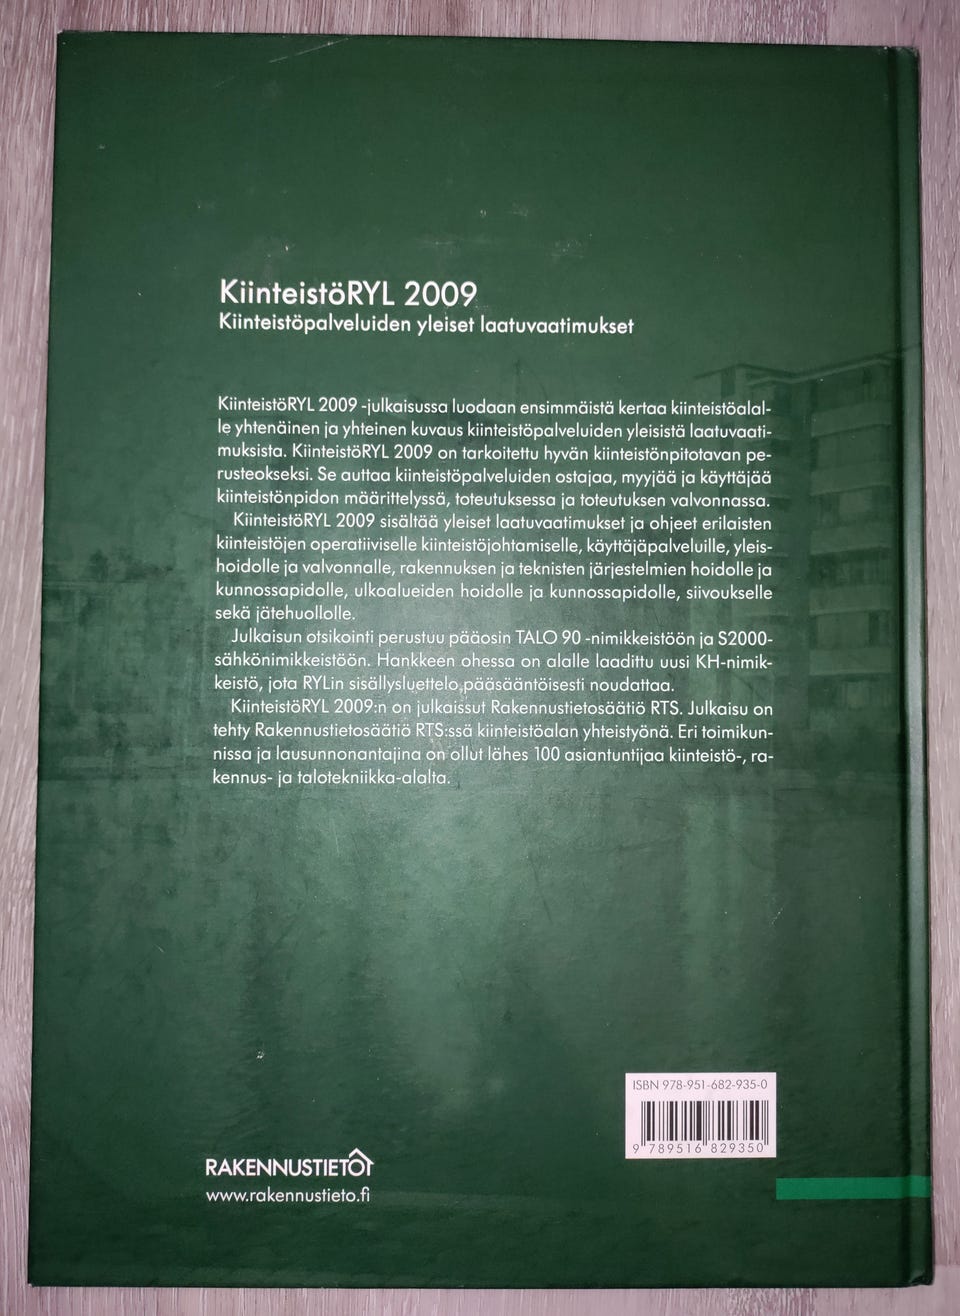 KiinteistöRYL 2009
Kiinteistöpalveluiden yleiset laatuvaatimukset
KiinteistöRYL 2009 -julkaisussa luodaan ensimmäistä kertaa kiinteistöalal-
le yhtenäinen ja yhteinen kuvaus kiinteistöpalveluiden yleisistä laatuvaati-
muksista. KiinteistöRYL 2009 on tarkoitettu hyvän kiinteistönpitotavan pe-
rusteokseksi. Se auttaa kiinteistöpalveluiden ostajaa, myyjää ja käyttäjää
kiinteistönpidon määrittelyssä, toteutuksessa ja toteutuksen valvonnassa.
KiinteistöRYL 2009 sisältää yleiset laatuvaatimukset ja ohjeet erilaisten
kiinteistöjen operatiiviselle kiinteistöjohtamiselle, käyttäjäpalveluille, yleis-
hoidolle ja valvonnalle, rakennuksen ja teknisten järjestelmien hoidolle ja
kunnossapidolle, ulkoalueiden hoidolle ja kunnossapidolle, siivoukselle
sekä jätehuollolle.
Julkaisun otsikointi perustuu pääosin TALO 90 -nimikkeistöön ja S2000-
sähkönimikkeistöön. Hankkeen ohessa on alalle laadittu uusi KH-nimik-
keistö, jota RYLin sisällysluettelo pääsääntöisesti noudattaa.
KiinteistöRYL 2009:n on julkaissut Rakennustietosäätiö RTS. Julkaisu on
tehty Rakennustietosäätiö RTS:ssä kiinteistöalan yhteistyönä. Eri toimikun-
nissa ja lausunnonantajina on ollut lähes 100 asiantuntijaa kiinteistö-, ra-
kennus- ja talotekniikka-alalta.
ISBN 978-951-682-935-0
9 789516 829350
RAKENNUSTIETO
www.rakennustieto.fi